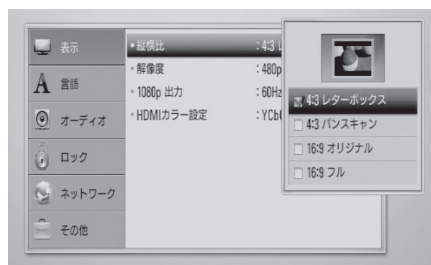 表示
言語
オーディオ
ロック
ネットワーク
その他
• 縦横比 : 4:3 レ
• 解像度 : 480p
• 1080p 出力 : 60Hz
• HDMIカラー設定 : YCb
4:3 レターボックス
4:3 パンスキャン
16:9 オリジナル
16:9 フル